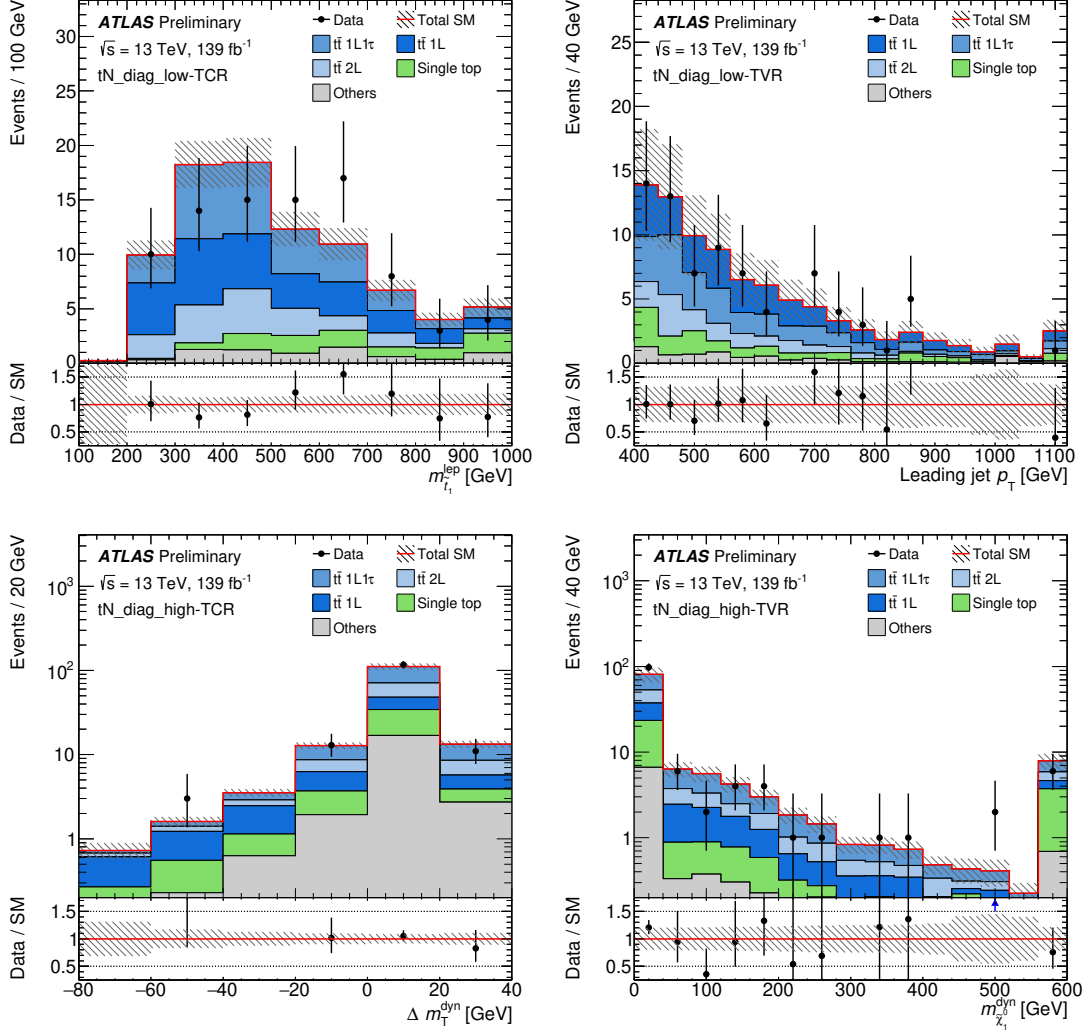 ATLAS Preliminary
√s = 13 TeV, 139 fb⁻¹
tN_diag_low-TCR
Data
Total SM
tt̄ 1L1τ
tt̄ 1L
tt̄ 2L
Single top
Others
Events / 100 GeV
30
25
20
15
10
5
0
Data / SM
1.5
1
0.5
100 200 300 400 500 600 700 800 900 1000
m_{t̃₁}^{lep} [GeV]
ATLAS Preliminary
√s = 13 TeV, 139 fb⁻¹
tN_diag_low-TVR
Data
Total SM
tt̄ 1L
tt̄ 1L1τ
tt̄ 2L
Single top
Others
Events / 40 GeV
25
20
15
10
5
0
Data / SM
1.5
1
0.5
400 500 600 700 800 900 1000 1100
Leading jet p_T [GeV]
ATLAS Preliminary
√s = 13 TeV, 139 fb⁻¹
tN_diag_high-TCR
Data
Total SM
tt̄ 1L1τ
tt̄ 2L
tt̄ 1L
Single top
Others
Events / 20 GeV
10³
10²
10
1
Data / SM
1.5
1
0.5
−80 −60 −40 −20 0 20 40
Δ m_T^{dyn} [GeV]
ATLAS Preliminary
√s = 13 TeV, 139 fb⁻¹
tN_diag_high-TVR
Data
Total SM
tt̄ 1L1τ
tt̄ 2L
tt̄ 1L
Single top
Others
Events / 40 GeV
10³
10²
10
1
Data / SM
1.5
1
0.5
0 100 200 300 400 500 600
m_{χ̃₁⁰}^{dyn} [GeV]